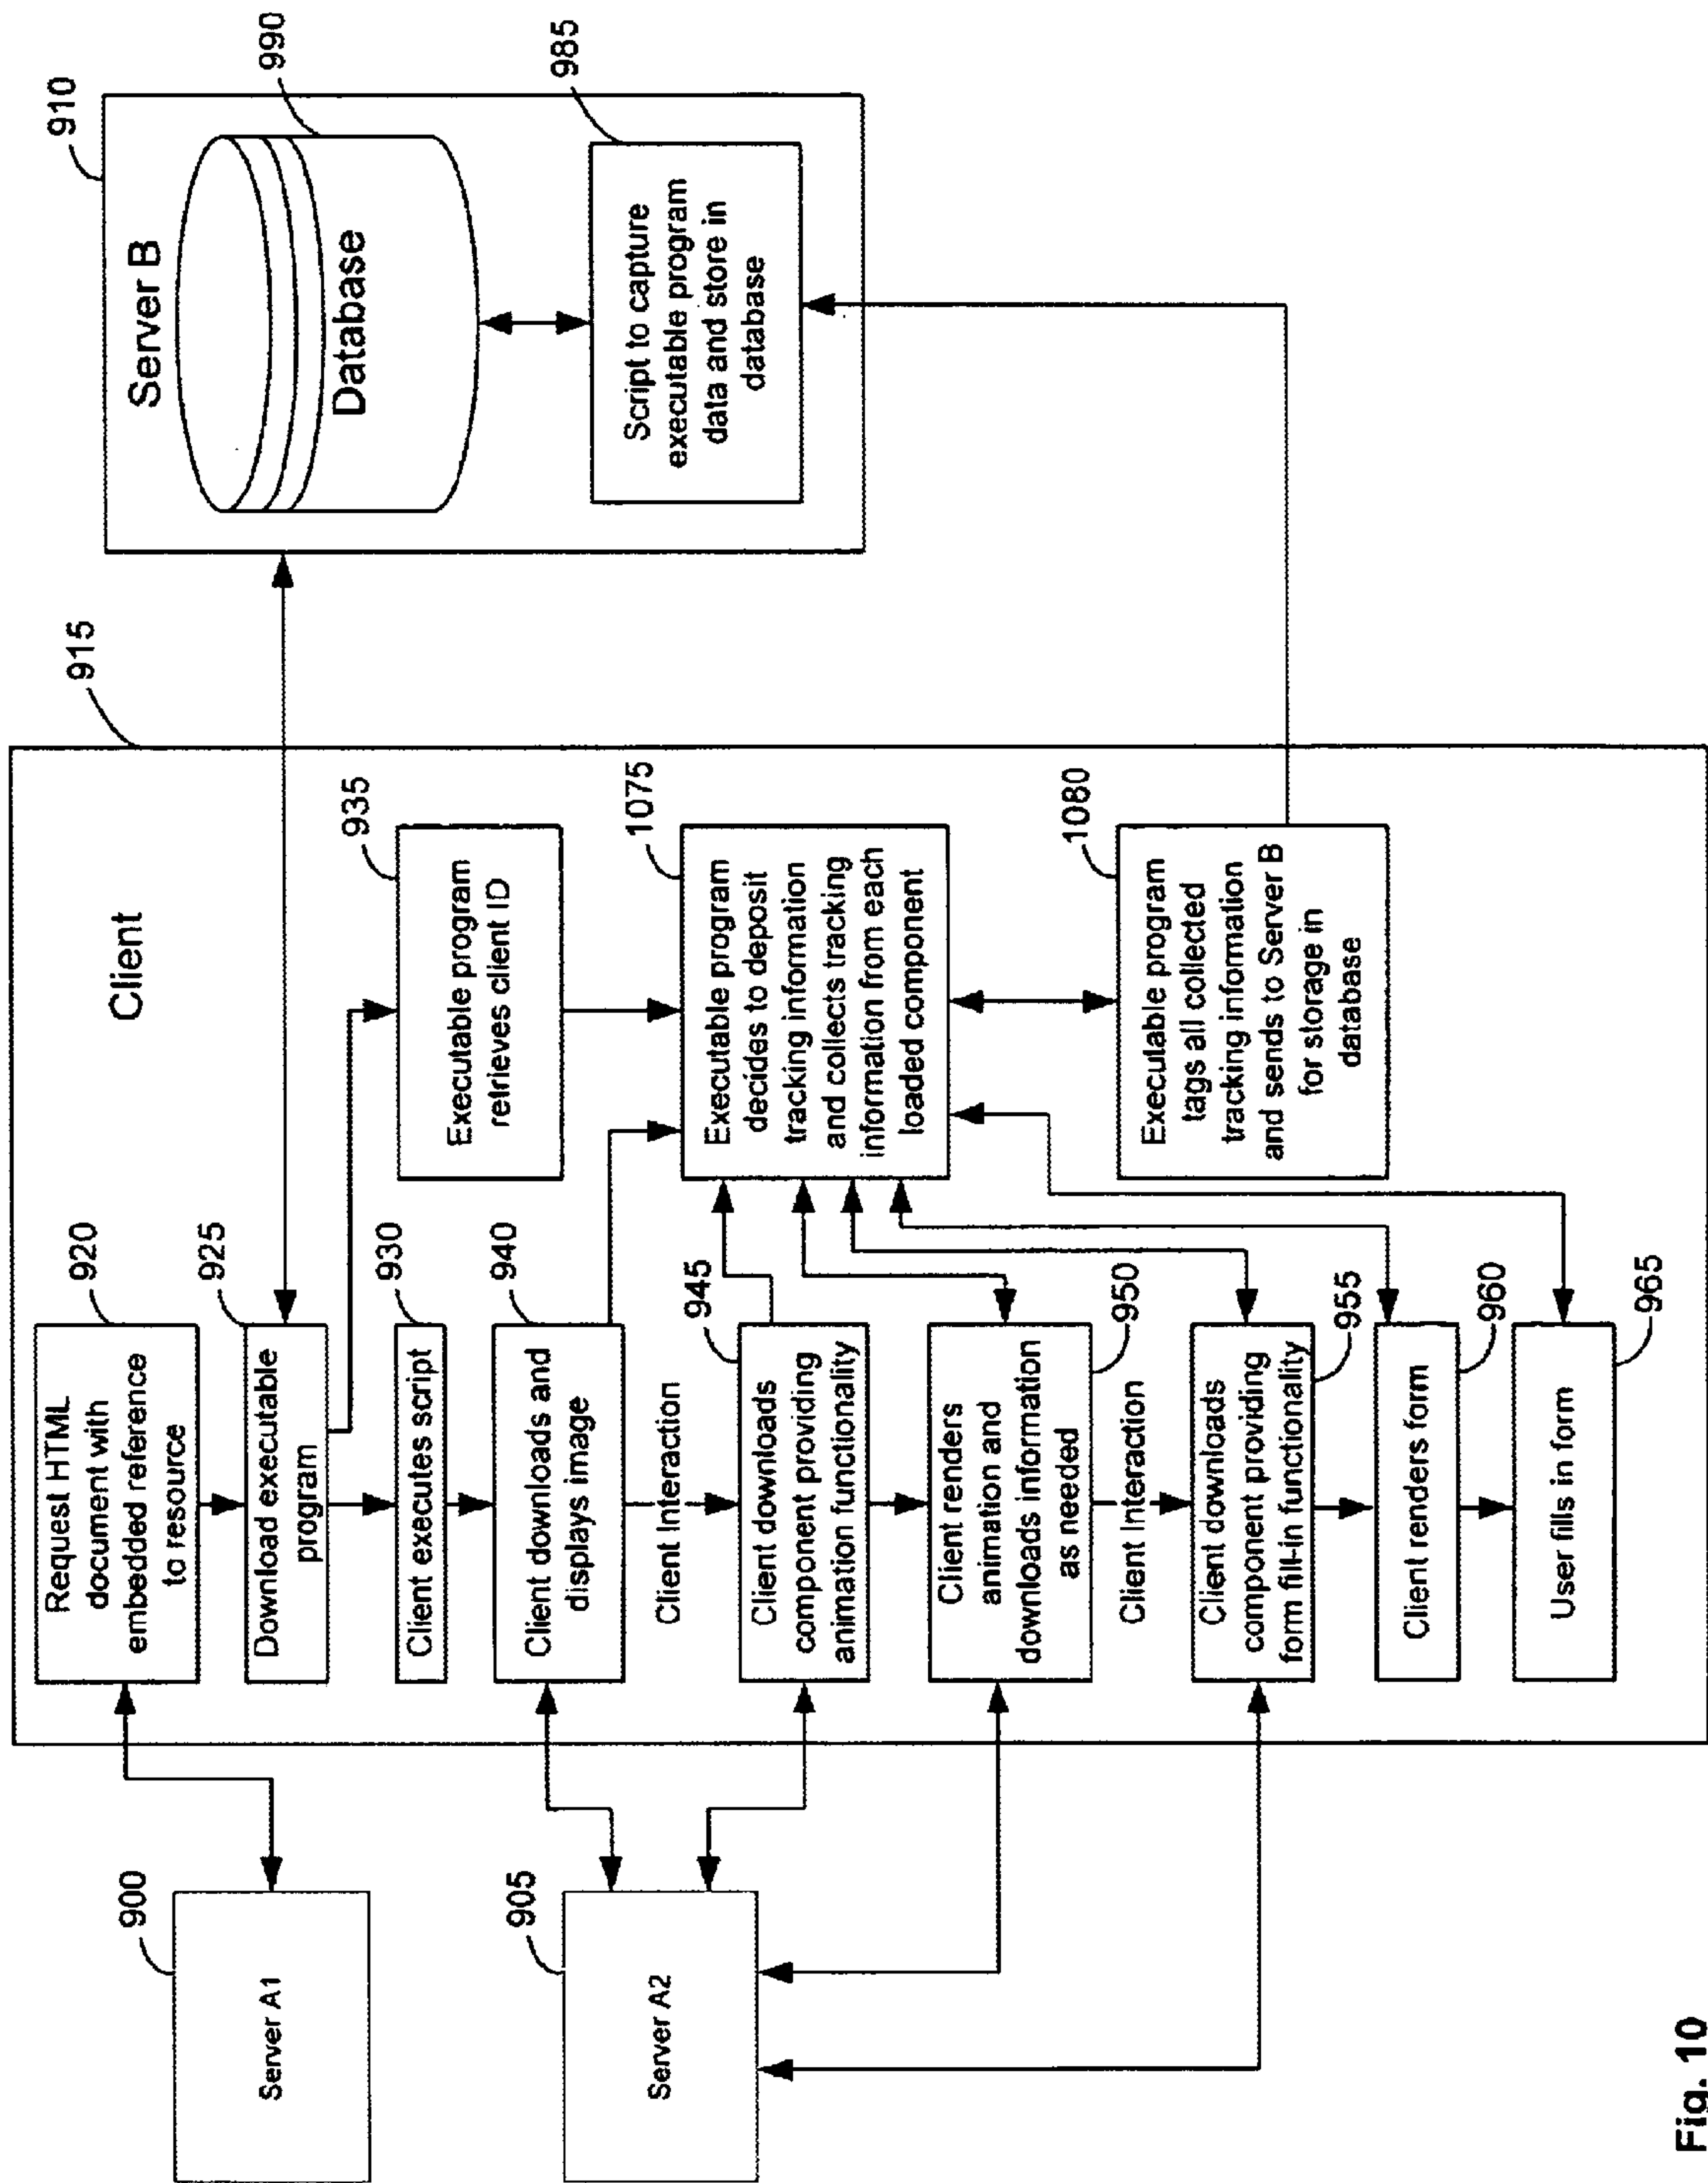 Server A1
900
Server A2
905
Client
915
Request HTML
document with
embedded reference
to resource
920
Download executable
program
925
Client executes script
930
Executable program
retrieves client ID
935
Client downloads and
displays image
940
Client Interaction
Client downloads
component providing
animation functionality
945
Client renders
animation and
downloads information
as needed
950
Client Interaction
Client downloads
component providing
form fill-in functionality
955
Client renders form
960
User fills in form
965
Executable program
decides to deposit
tracking information
and collects tracking
information from each
loaded component
1075
Executable program
tags all collected
tracking information
and sends to Server B
for storage in
database
1080
Server B
910
Database
990
Script to capture
executable program
data and store in
database
985
Fig. 10